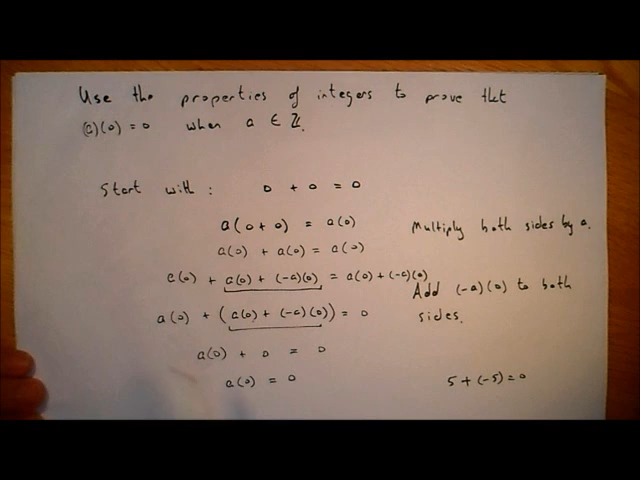 Use the properties of integers to prove that
(a)(0) = 0 when a ∈ ℤ.
Start with: 0 + 0 = 0
a(0+0) = a(0) Multiply both sides by a.
a(0) + a(0) = a(0)
a(0) + a(0) + (-a)(0) = a(0) + (-a)(0)
Add (-a)(0) to both
a(0) + (a(0) + (-a)(0)) = 0 sides.
a(0) + 0 = 0
a(0) = 0 5 + (-5) = 0